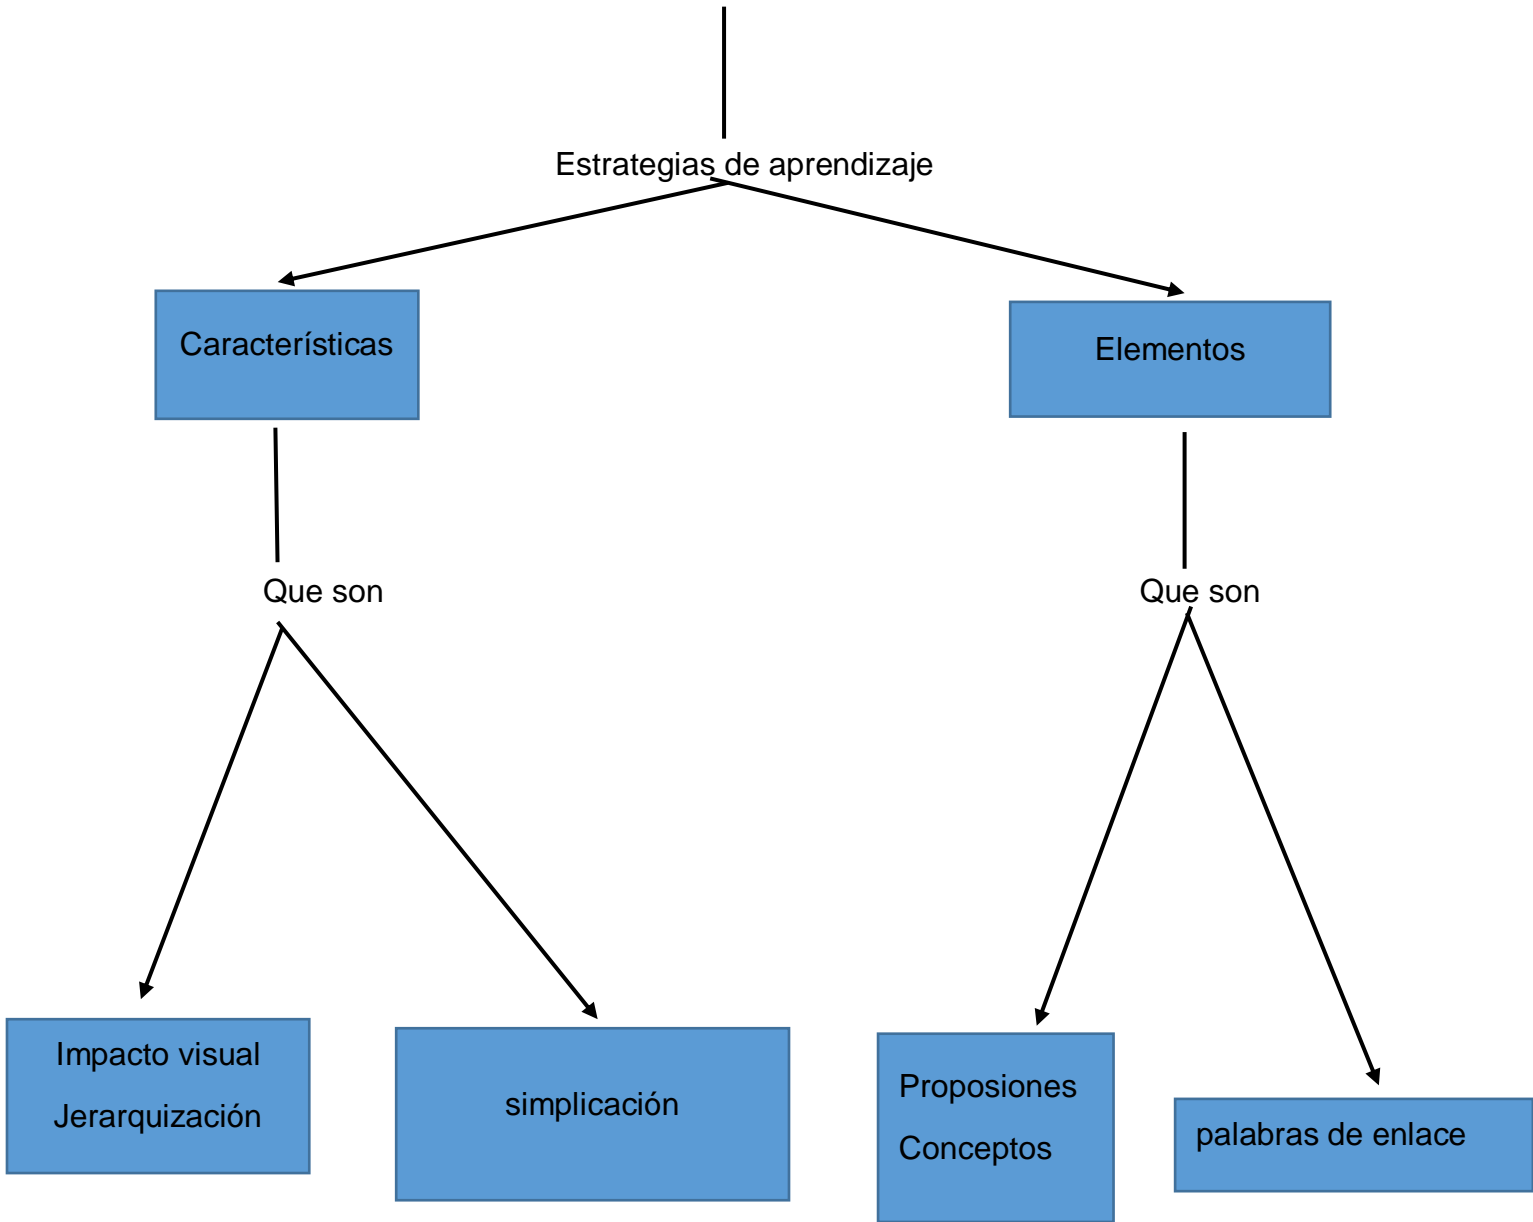 Estrategias de aprendizaje
Características
Elementos
Que son
Que son
Impacto visual
Jerarquización
simplicación
Proposiones
Conceptos
palabras de enlace